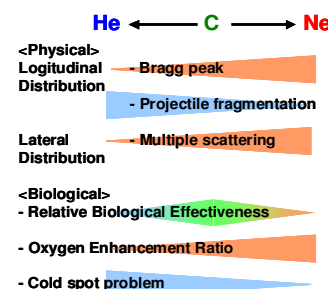 He C Ne
<Physical>
Logitudinal - Bragg peak
Distribution
- Projectile fragmentation
Lateral - Multiple scattering
Distribution
<Biological>
- Relative Biological Effectiveness
- Oxygen Enhancement Ratio
- Cold spot problem